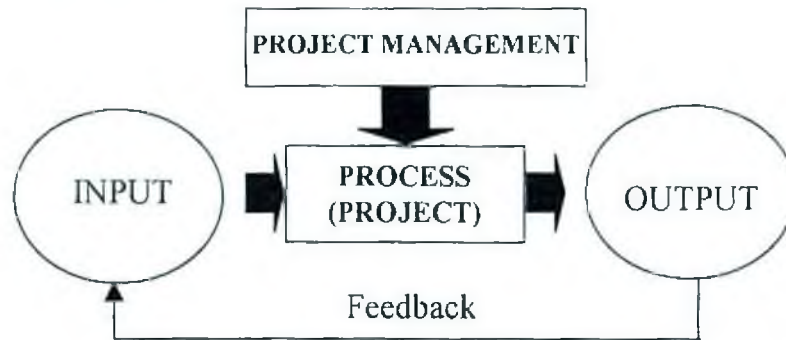 PROJECT MANAGEMENT
INPUT
PROCESS
(PROJECT)
OUTPUT
Feedback